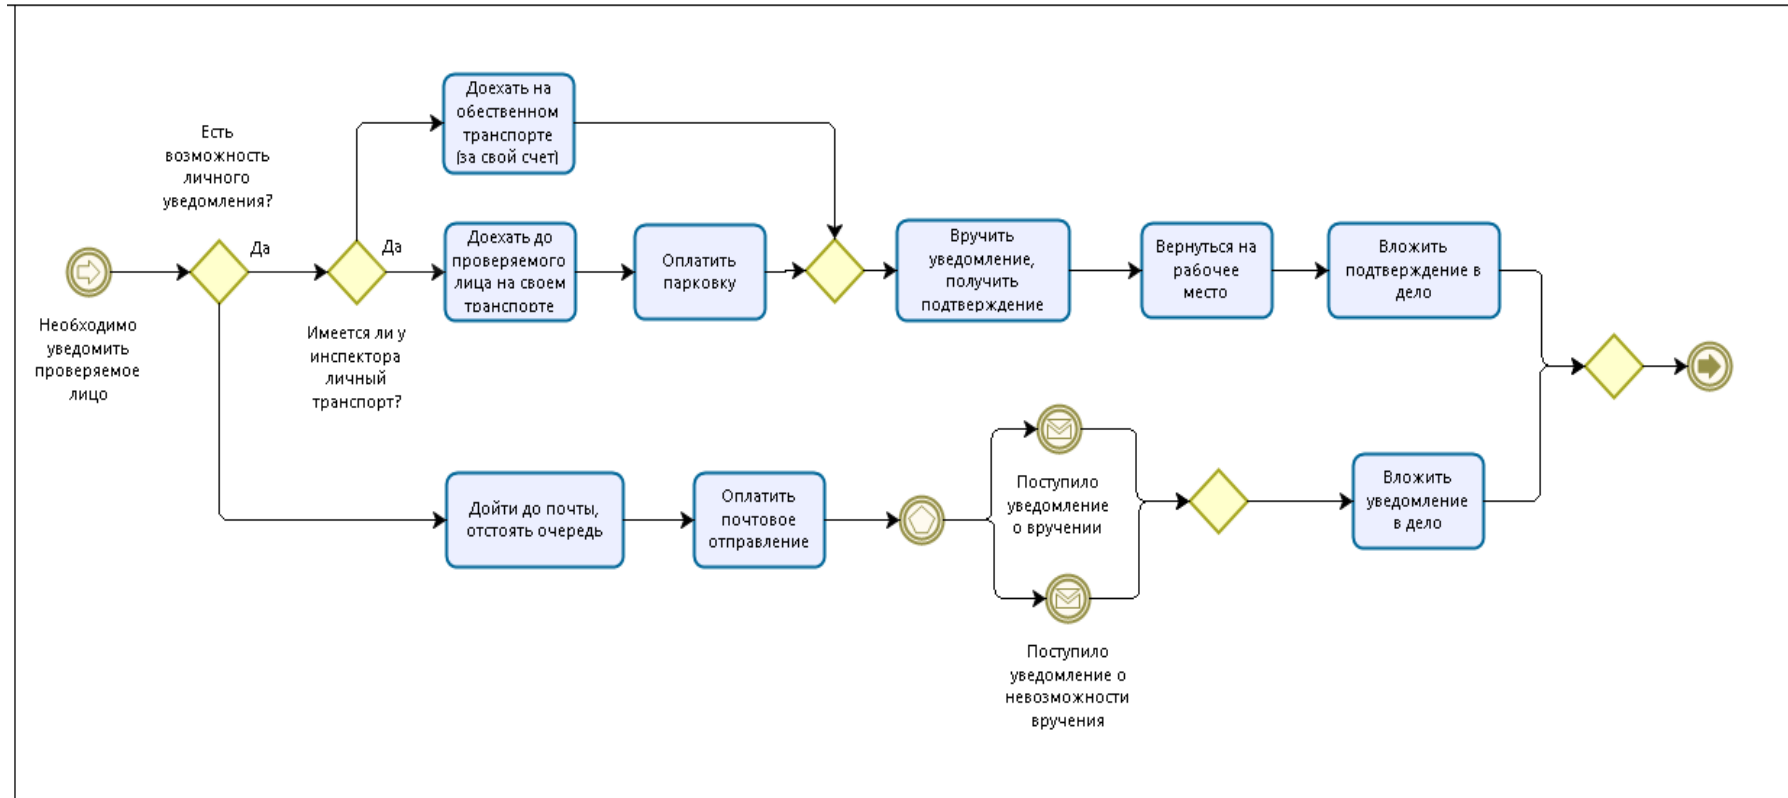 Необходимо
уведомить
проверяемое
лицо
Есть
возможность
личного
уведомления?
Да
Имеется ли у
инспектора
личный
транспорт?
Да
Доехать на
обественном
транспорте
(за свой счет)
Доехать до
проверяемого
лица на своем
транспорте
Оплатить
парковку
Вручить
уведомление,
получить
подтверждение
Вернуться на
рабочее
место
Вложить
подтверждение в
дело
Дойти до почты,
отстоять очередь
Оплатить
почтовое
отправление
Поступило
уведомление
о вручении
Поступило
уведомление о
невозможности
вручения
Вложить
уведомление
в дело